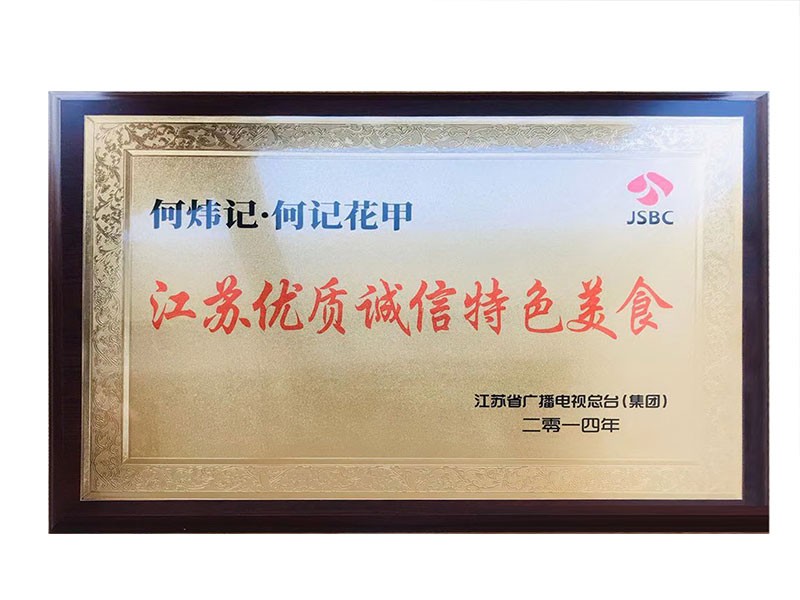 何炜记·何记花甲
JSBC
江苏优质诚信特色美食
江苏省广播电视总台(集团)
二零一四年